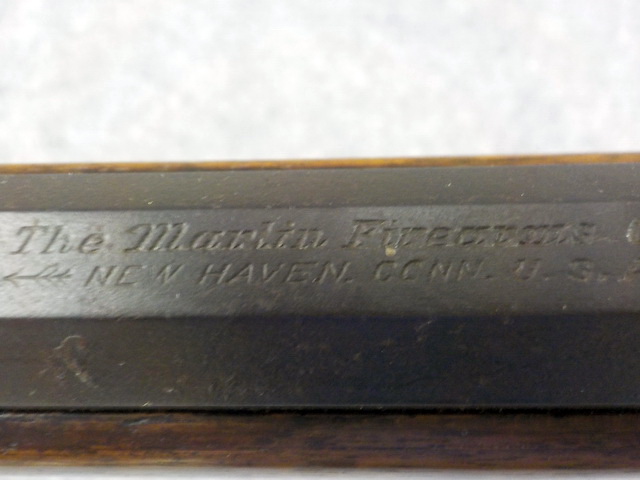 The Marlin Firearms
NEW HAVEN. CONN. U. S.